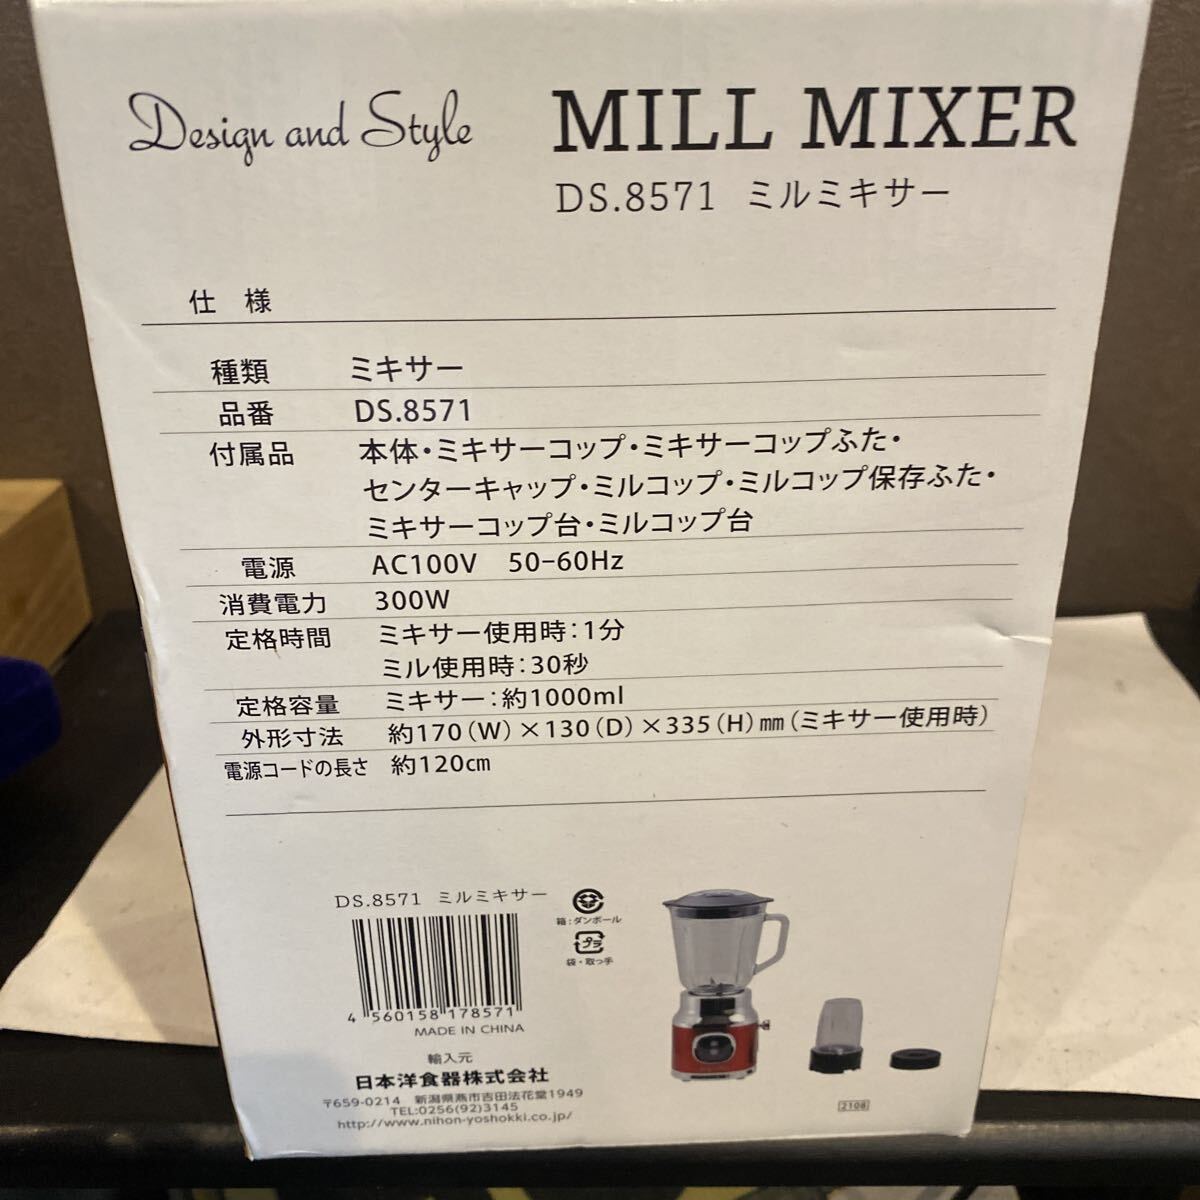 Design and Style
MILL MIXER
DS.8571 ミルミキサー
仕 様
種類 ミキサー
品番 DS.8571
付属品 本体・ミキサーコップ・ミキサーコップふた・
センターキャップ・ミルコップ・ミルコップ保存ふた・
ミキサーコップ台・ミルコップ台
電源 AC100V 50-60Hz
消費電力 300W
定格時間 ミキサー使用時：1分
ミル使用時：30秒
定格容量 ミキサー：約1000ml
外形寸法 約170(W)×130(D)×335(H)㎜(ミキサー使用時)
電源コードの長さ 約120㎝
DS.8571 ミルミキサー
4 560158 178571
MADE IN CHINA
箱：ダンボール
プラ
袋・取っ手
輸入元
日本洋食器株式会社
〒659-0214 新潟県燕市吉田法花堂1949
TEL:0256(92)3145
http://www.nihon-yoshokki.co.jp/
2108